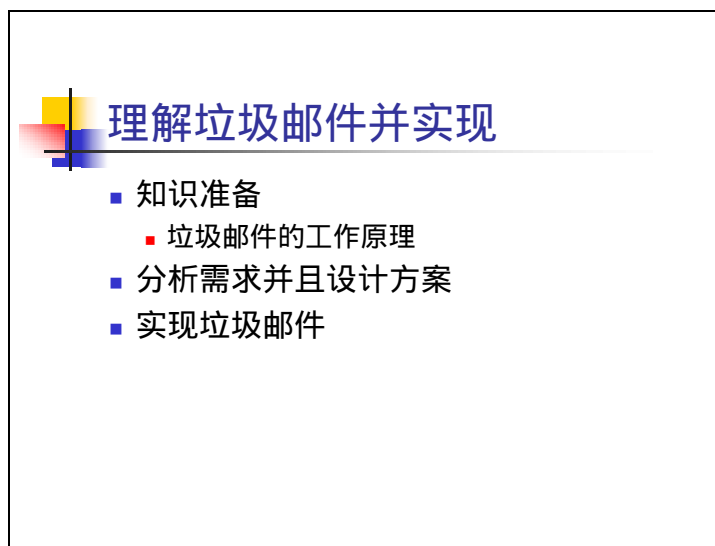 理解垃圾邮件并实现
知识准备
垃圾邮件的工作原理
分析需求并且设计方案
实现垃圾邮件